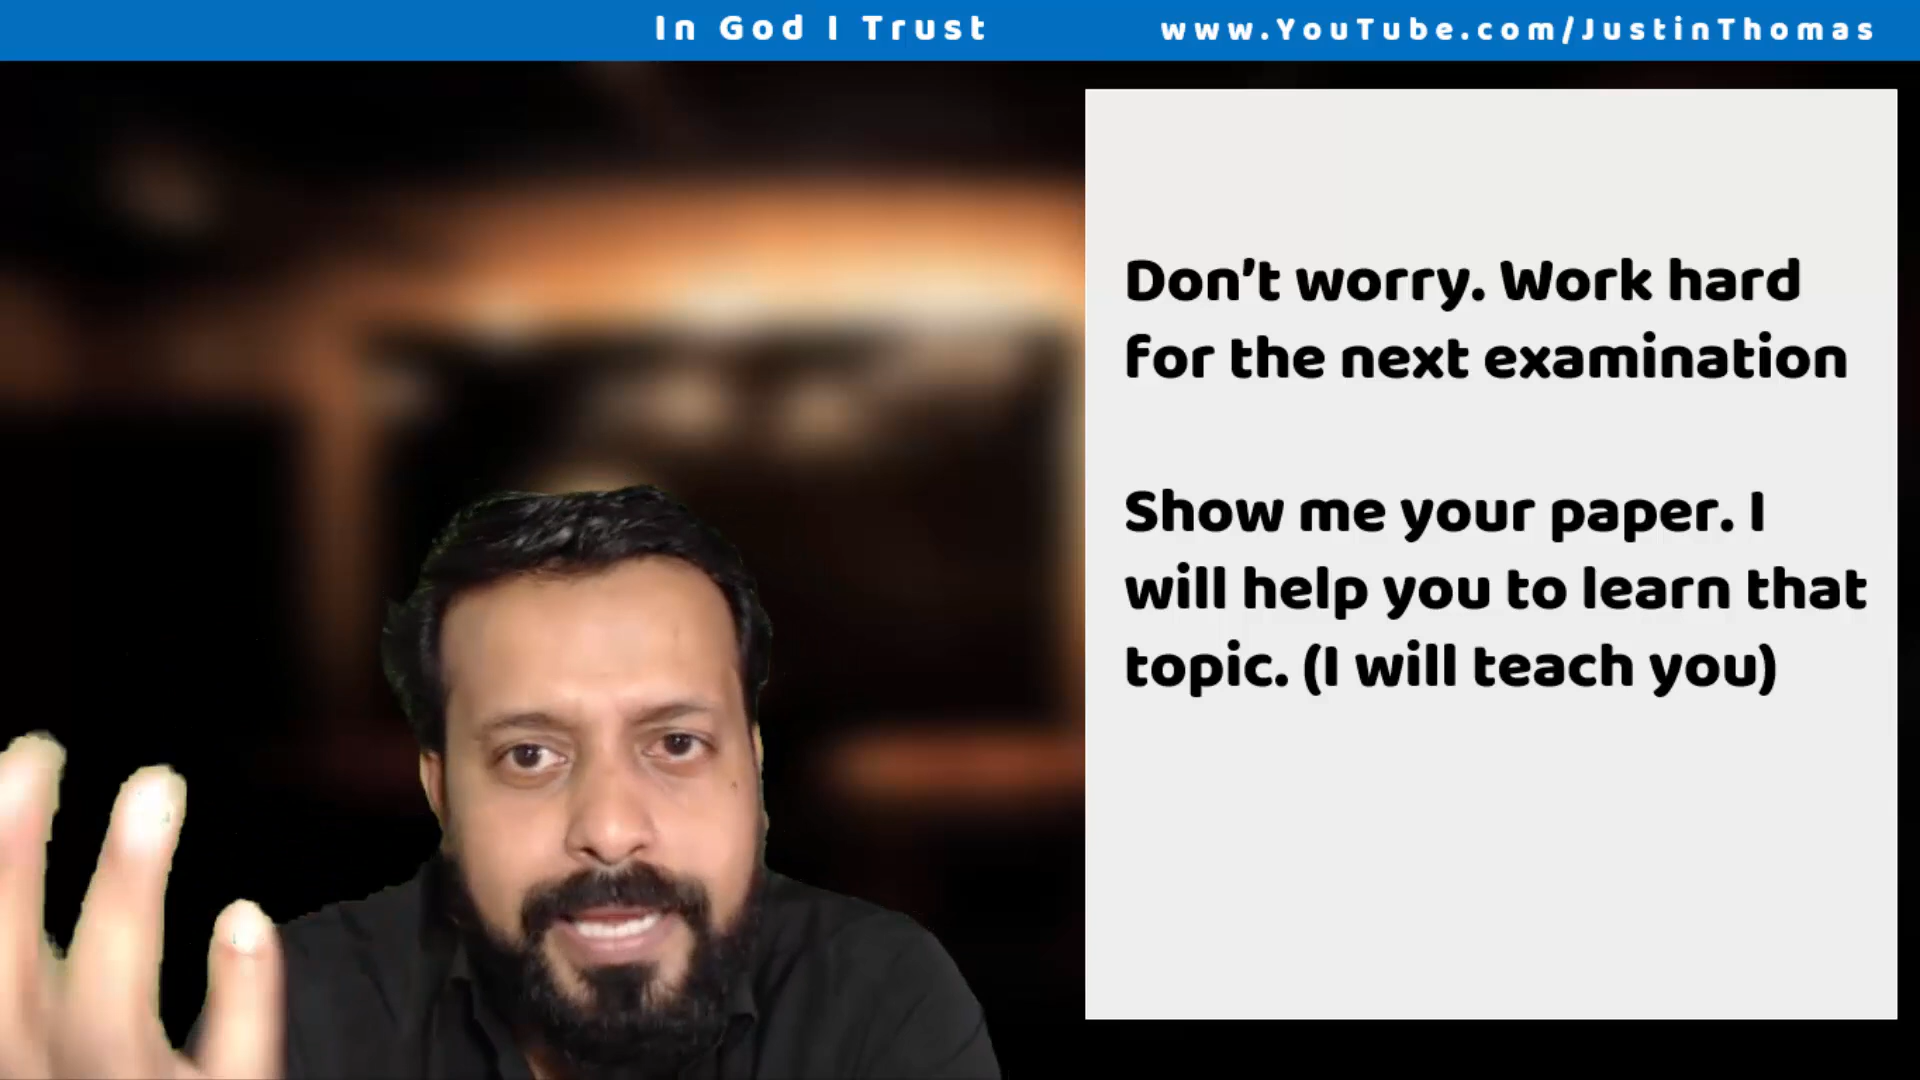 In God I Trust
www.YouTube.com/JustinThomas
Don’t worry. Work hard
for the next examination
Show me your paper. I
will help you to learn that
topic. (I will teach you)